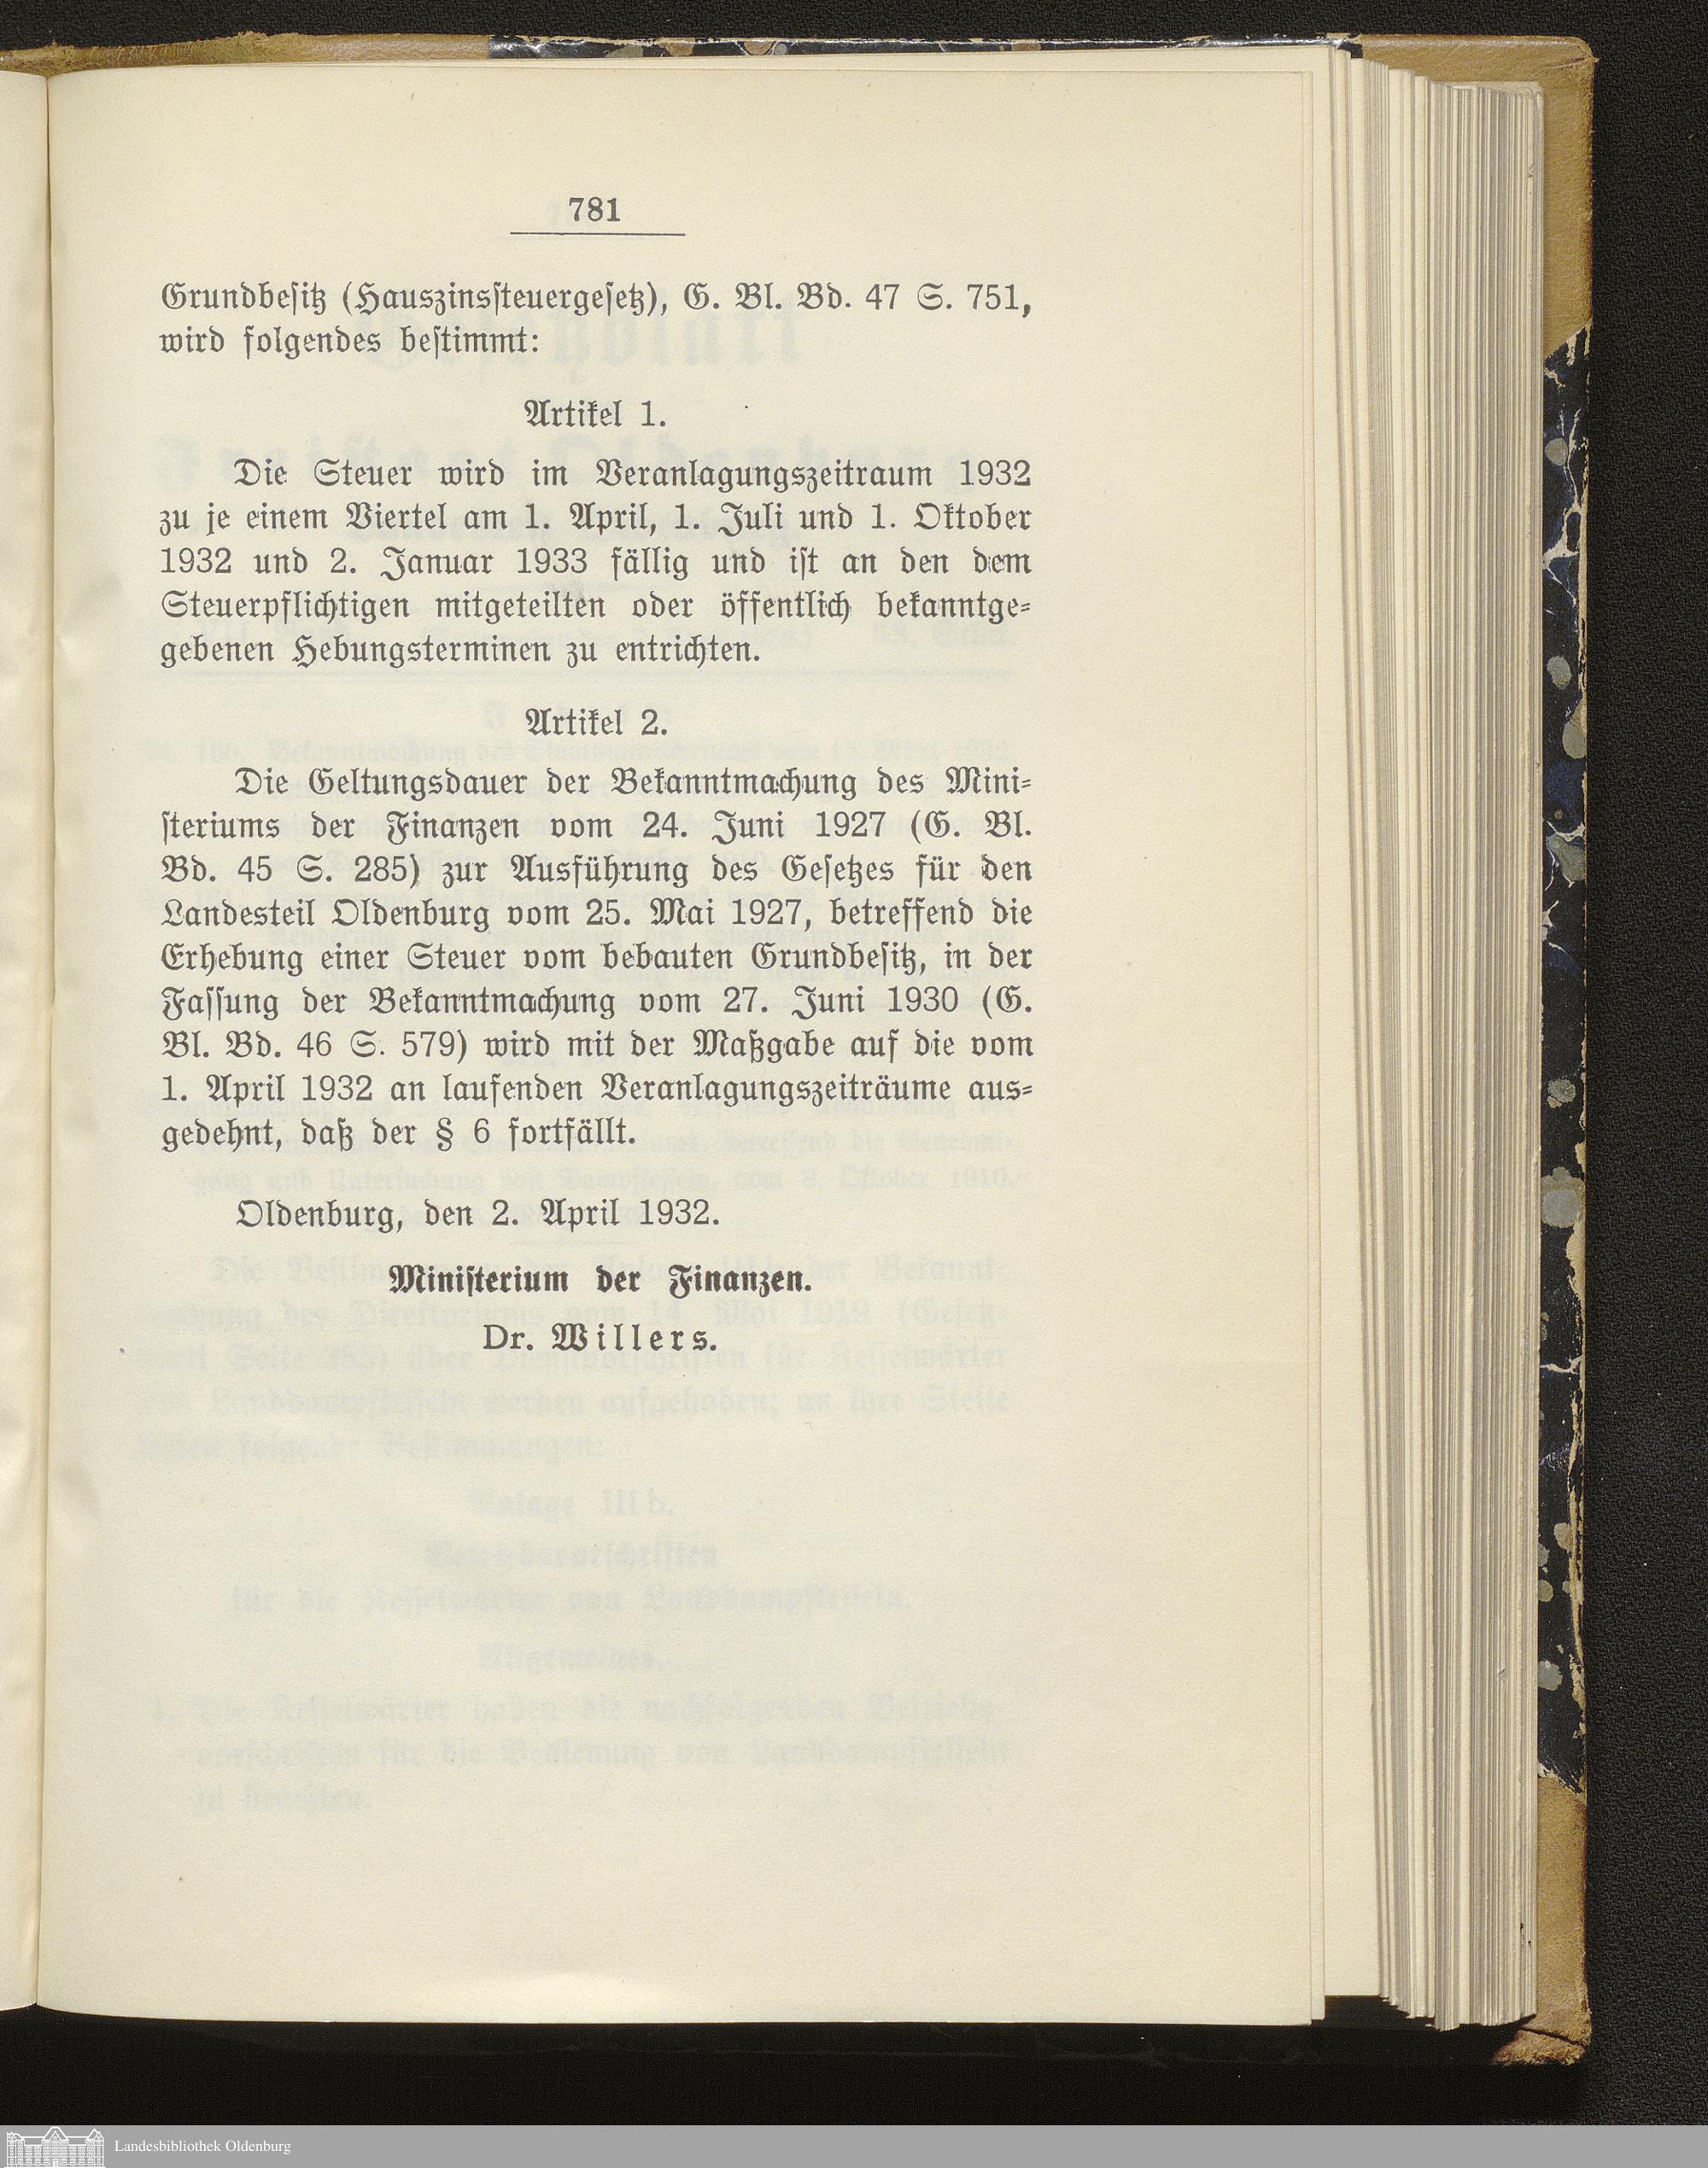 781
Grundbesitz (Hauszinssteuergesetz), G. Bl. Bd. 47 S. 751,
wird folgendes bestimmt:
Artikel 1.
Die Steuer wird im Veranlagungszeitraum 1932
zu je einem Viertel am 1. April, 1. Juli und 1. Oktober
1932 und 2. Januar 1933 fällig und ist an den dem
Steuerpflichtigen mitgeteilten oder öffentlich bekanntge-
gebenen Hebungsterminen zu entrichten.
Artikel 2.
Die Geltungsdauer der Bekanntmachung des Mini-
steriums der Finanzen vom 24. Juni 1927 (G. Bl.
Bd. 45 S. 285) zur Ausführung des Gesetzes für den
Landesteil Oldenburg vom 25. Mai 1927, betreffend die
Erhebung einer Steuer vom bebauten Grundbesitz, in der
Fassung der Bekanntmachung vom 27. Juni 1930 (G.
Bl. Bd. 46 S. 579) wird mit der Maßgabe auf die vom
1. April 1932 an laufenden Veranlagungszeiträume aus-
gedehnt, daß der § 6 fortfällt.
Oldenburg, den 2. April 1932.
Ministerium der Finanzen.
Dr. Willers.
Landesbibliothek Oldenburg